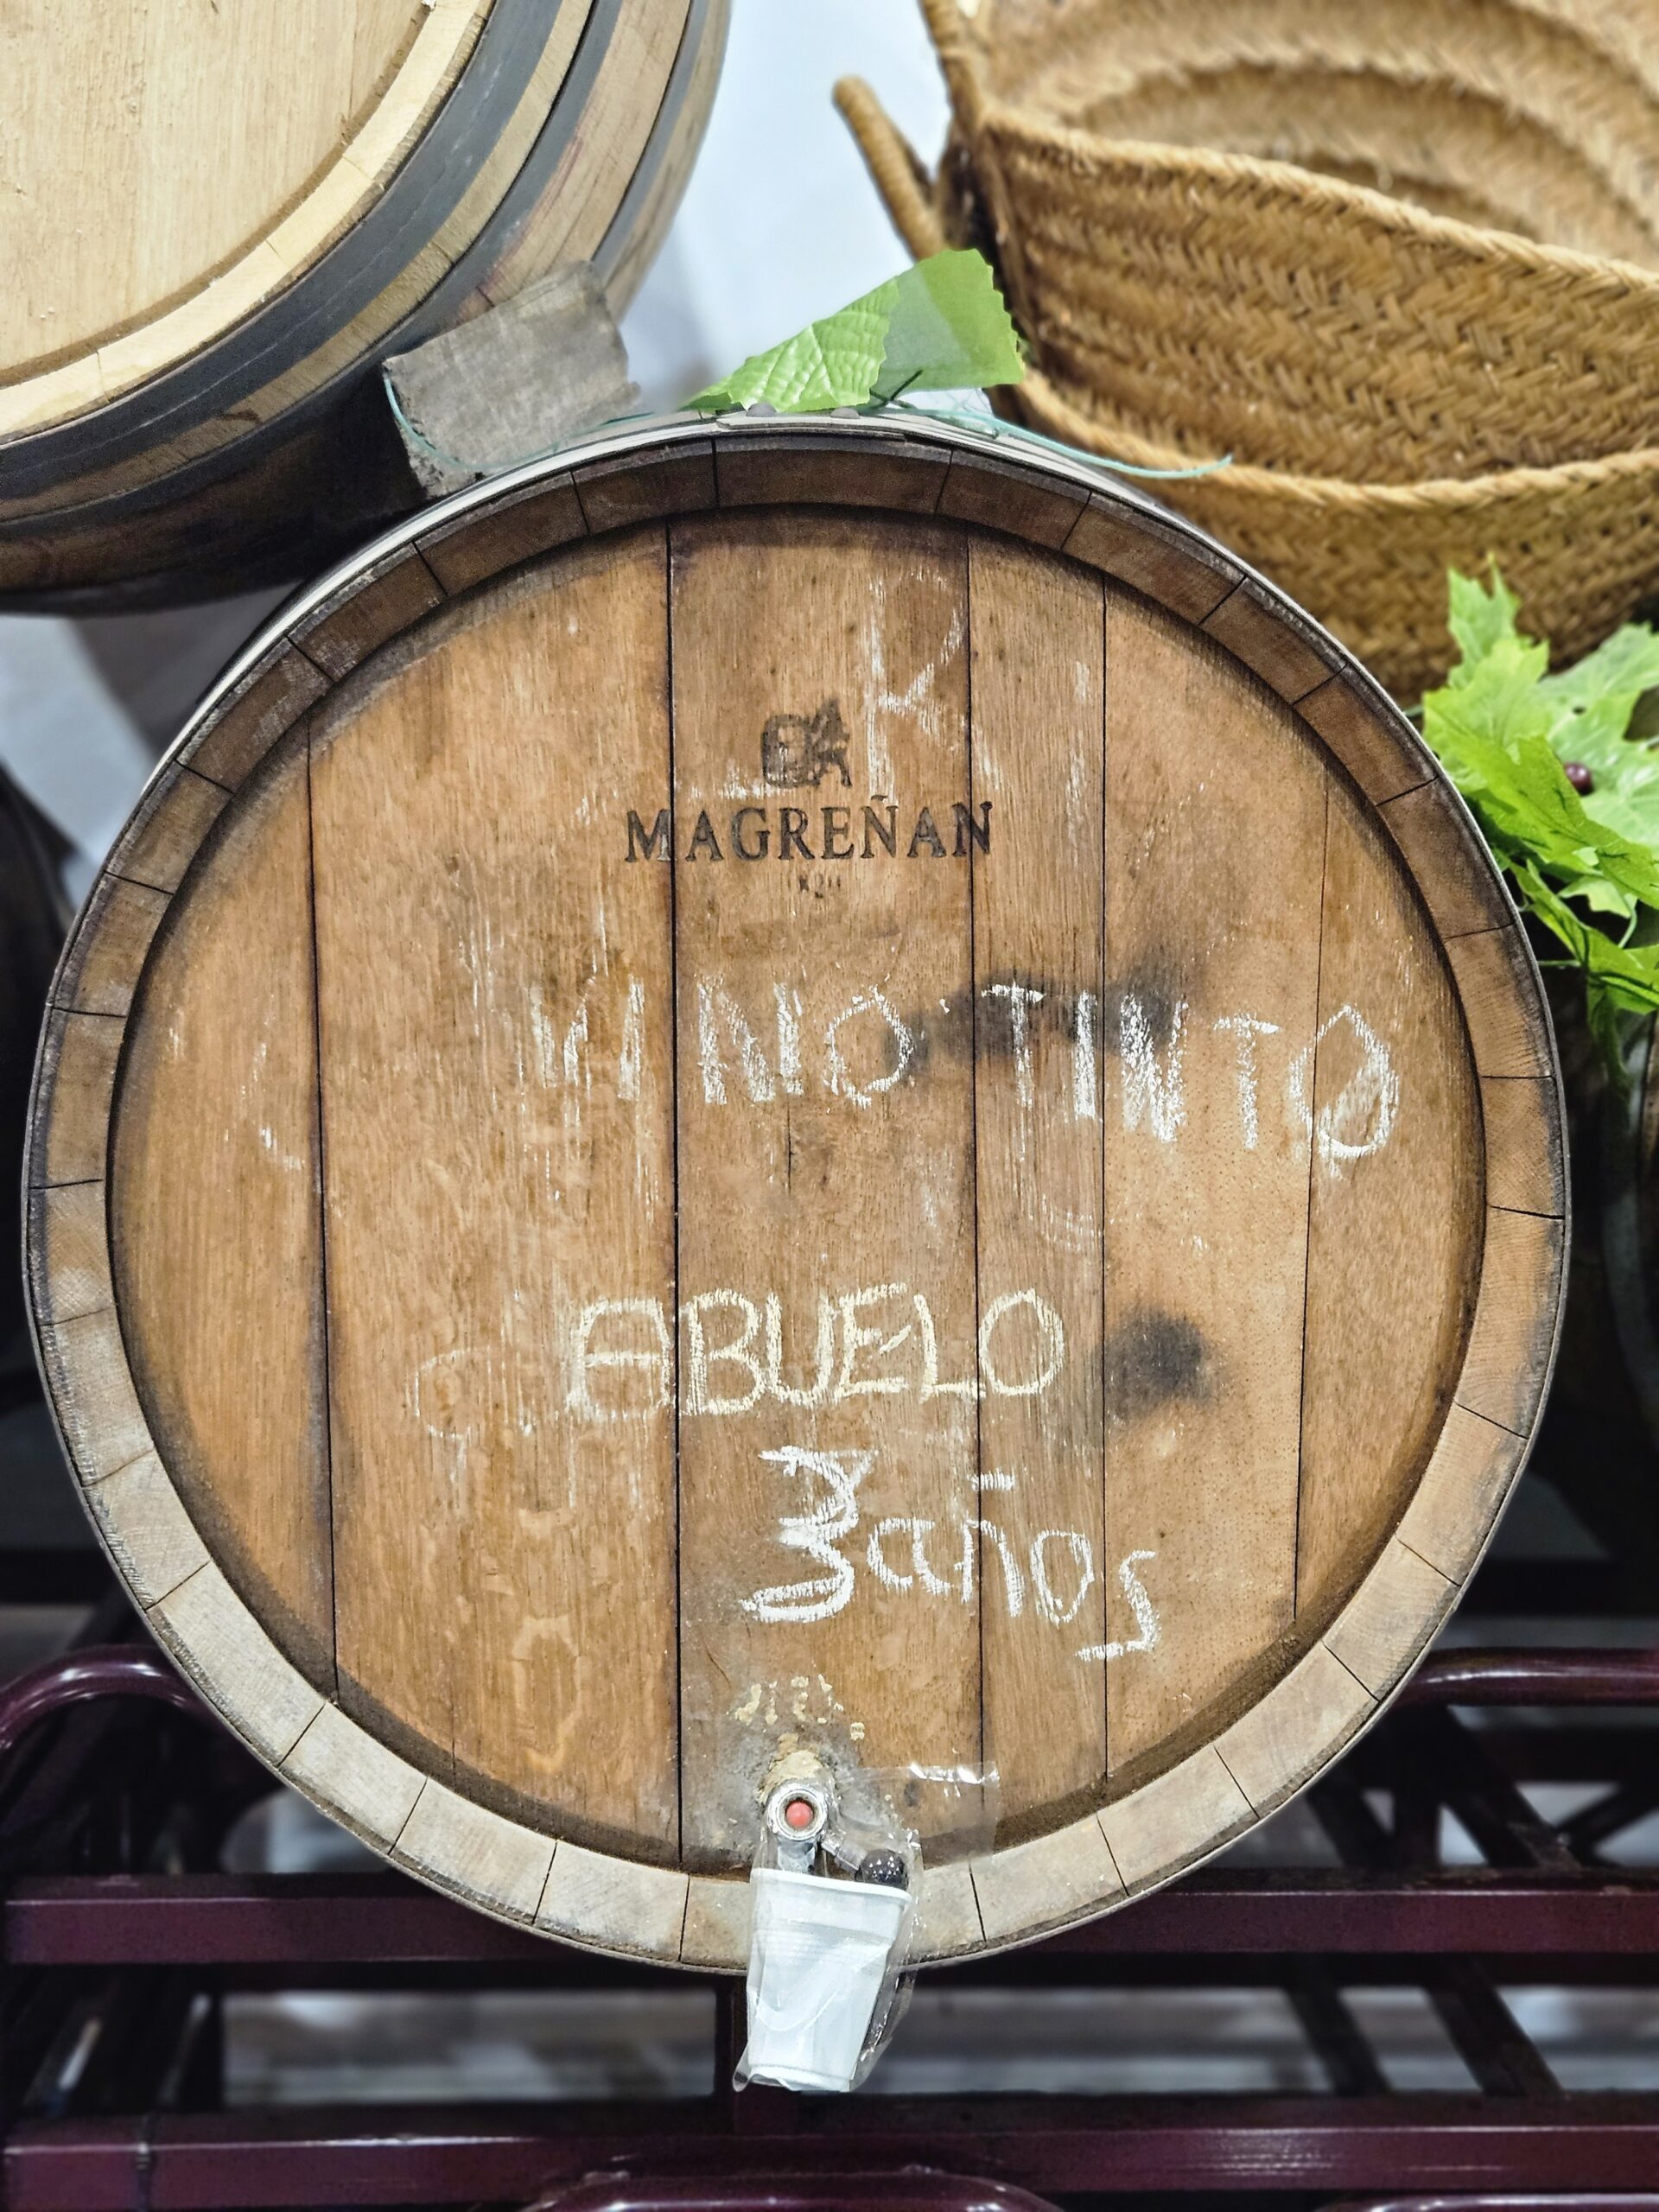 MAGREÑAN
VINO TINTO
ABUELO
3 años